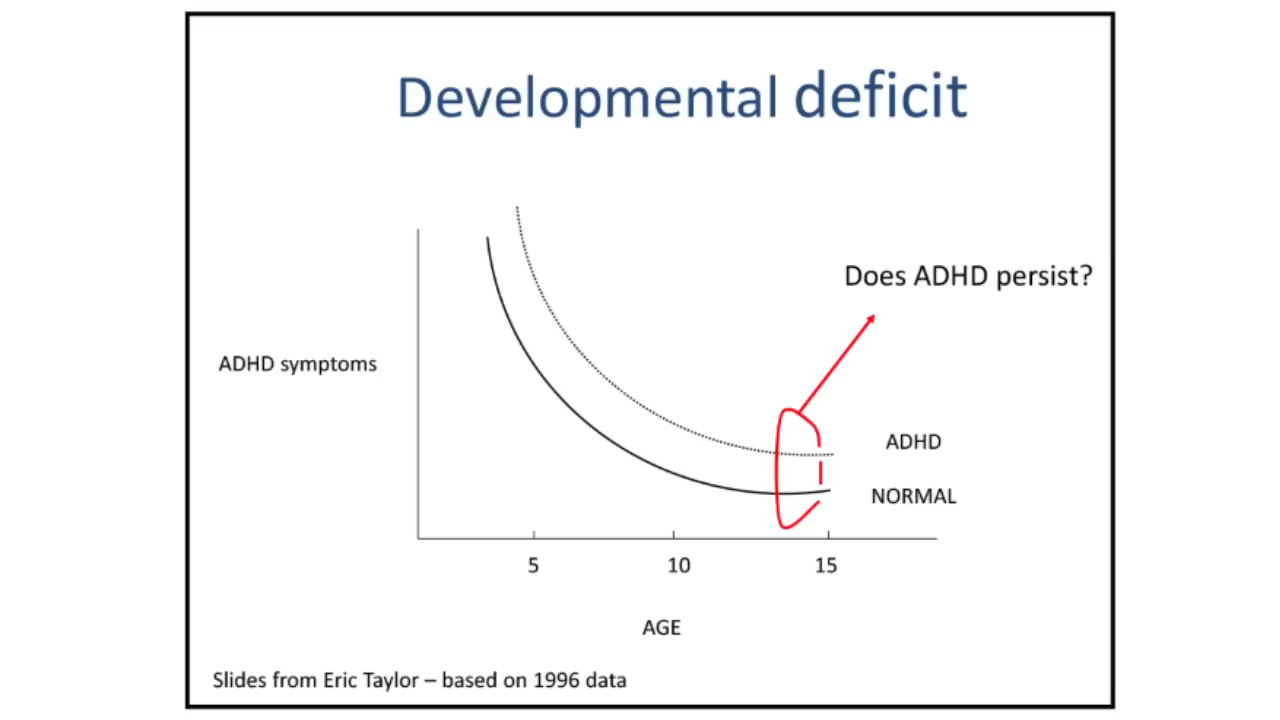 Developmental deficit
Does ADHD persist?
ADHD symptoms
ADHD
NORMAL
5 10 15
AGE
Slides from Eric Taylor – based on 1996 data